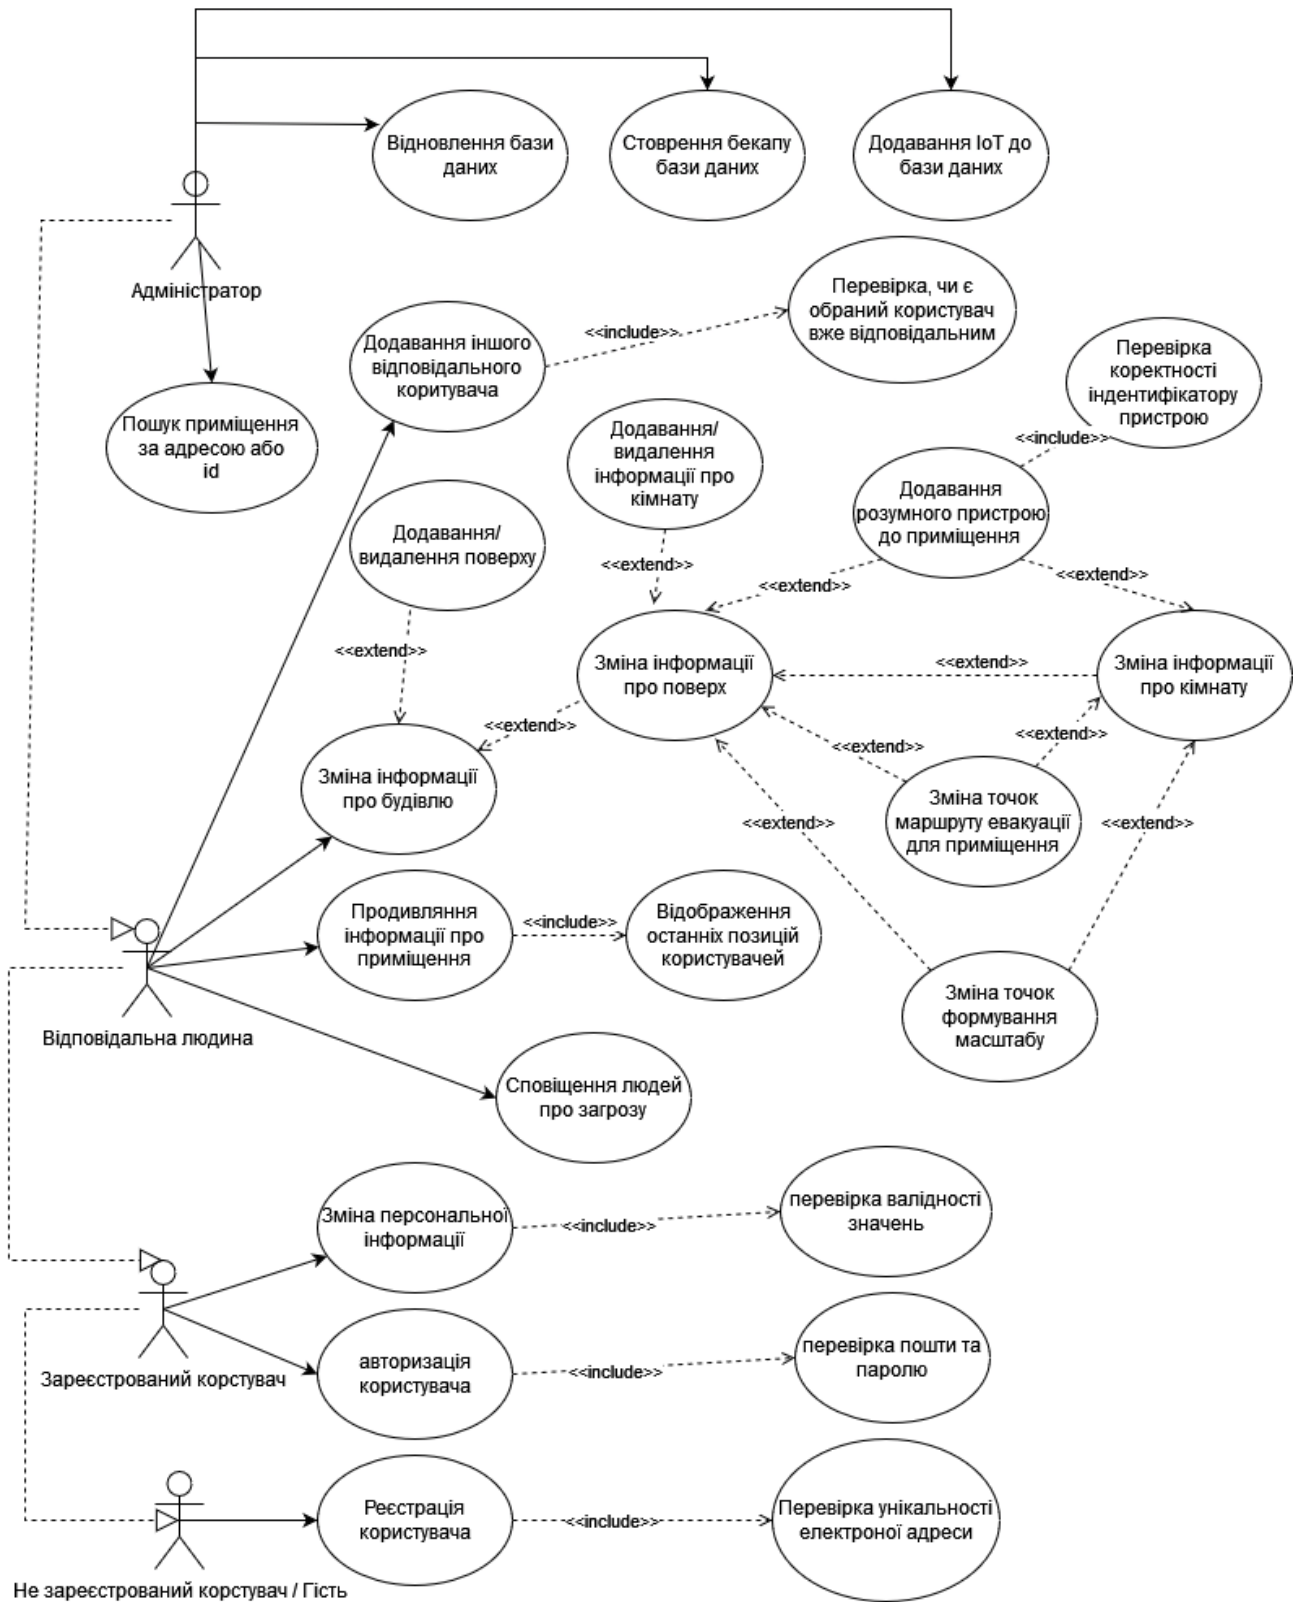 Відновлення бази
даних
Стоврення бекапу
бази даних
Додавання IoT до
бази даних
Адміністратор
Перевірка, чи є
обраний користувач
вже відповідальним
<<include>>
Додавання іншого
відповідального
коритувача
Перевірка
коректності
індентифікатору
пристрою
Пошук приміщення
за адресою або
id
Додавання/
видалення
інформації про
кімнату
<<include>>
Додавання
розумного пристрою
до приміщення
Додавання/
видалення поверху
<<extend>>
<<extend>>
<<extend>>
<<extend>>
Зміна інформації
про поверх
<<extend>>
Зміна інформації
про кімнату
<<extend>>
<<extend>>
<<extend>>
Зміна інформації
про будівлю
Зміна точок
маршруту евакуації
для приміщення
<<extend>>
<<extend>>
Продивляння
інформації про
приміщення
<<include>>
Відображення
останніх позицій
користувачей
Зміна точок
формування
масштабу
Відповідальна людина
Сповіщення людей
про загрозу
Зміна персональної
інформації
<<include>>
перевірка валідності
значень
Зареєстрований корстувач
авторизація
користувача
<<include>>
перевірка пошти та
паролю
Реєстрація
користувача
<<include>>
Перевірка унікальності
електроної адреси
Не зареєстрований корстувач / Гість